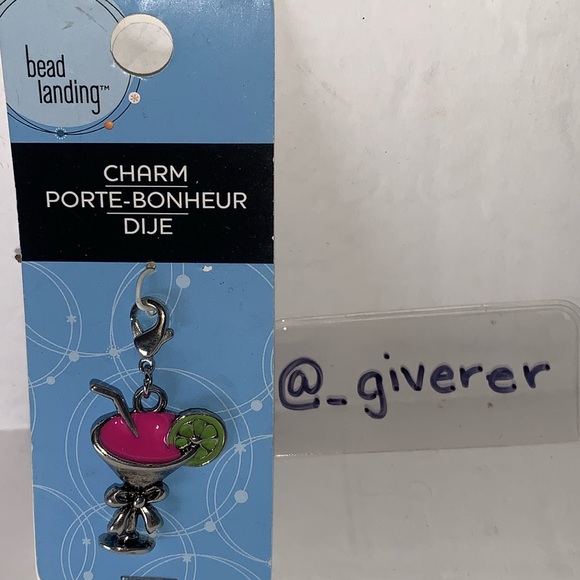 bead
landing™
CHARM
PORTE-BONHEUR
DIJE
@_giverer